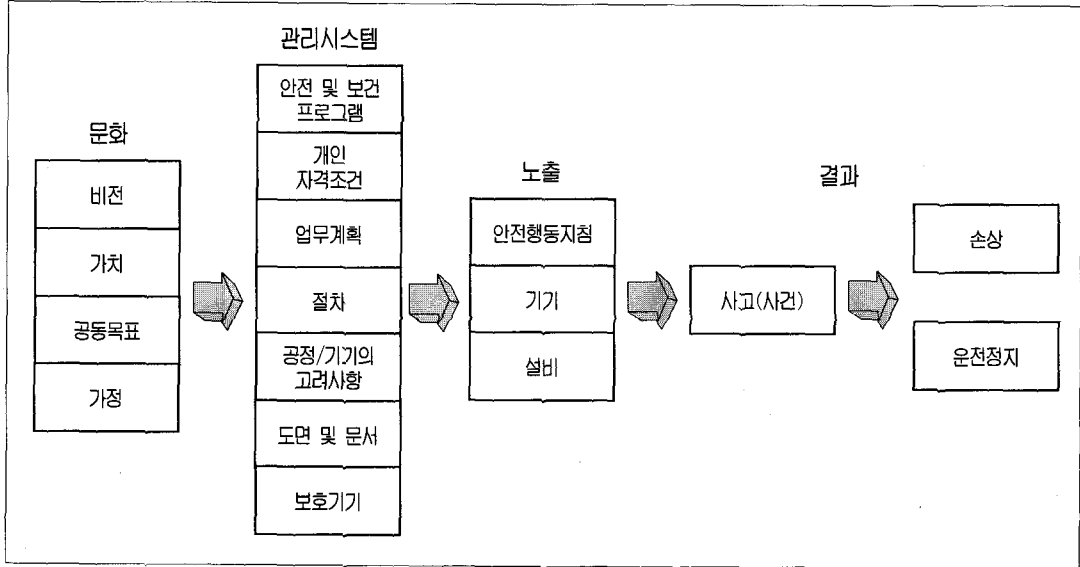 문화
비전
가치
공동목표
가정
관리시스템
안전 및 보건
프로그램
개인
자격조건
업무계획
절차
공정/기기의
고려사항
도면 및 문서
보호기기
노출
안전행동지침
기기
설비
결과
사고(사건)
손상
운전정지